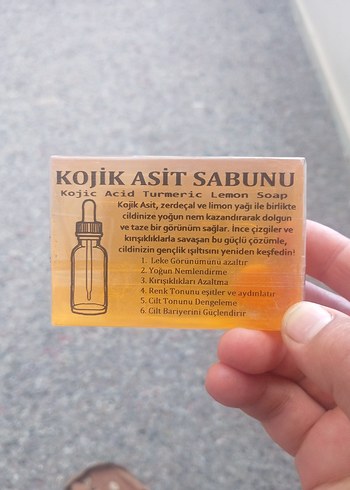 KOJİK ASİT SABUNU
Kojic Acid Turmeric Lemon Soap
Kojik Asit, zerdeçal ve limon yağı ile birlikte
cildinize yoğun nem kazandırarak dolgun
ve taze bir görünüm sağlar. İnce çizgiler ve
kırışıklıklarla savaşan bu güçlü çözümle,
cildinizin gençlik ışıltısını yeniden keşfedin!
1. Leke Görünümünü azaltır
2. Yoğun Nemlendirme
3. Kırışıklıkları Azaltma
4. Renk Tonunu eşitler ve aydınlatır
5. Cilt Tonunu Dengeleme
6. Cilt Bariyerini Güçlendirir